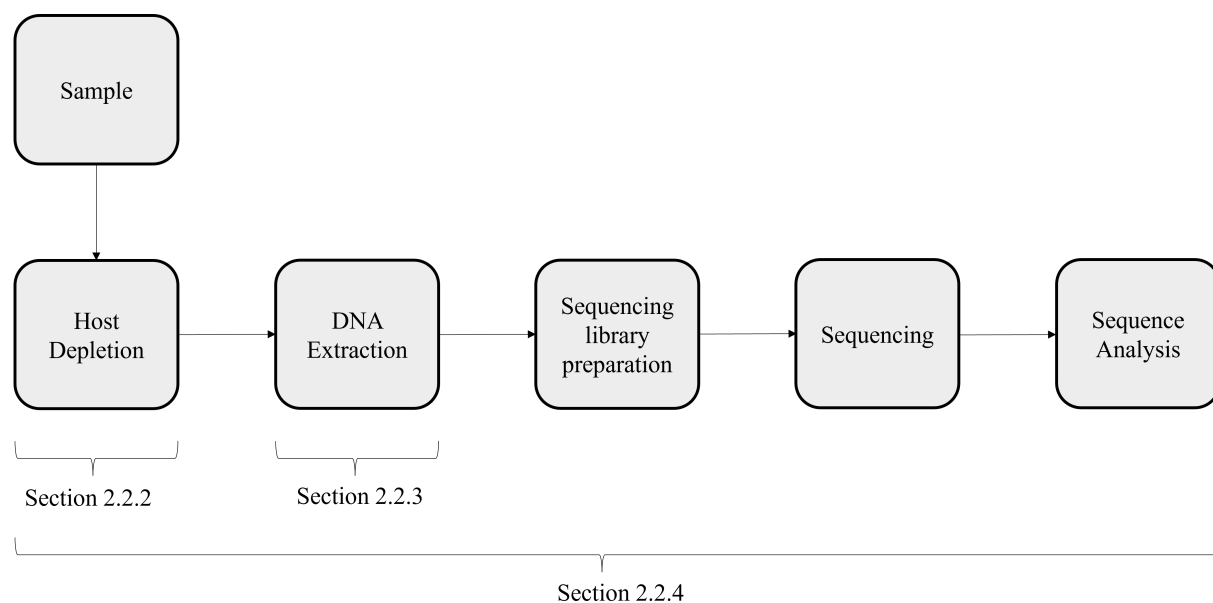 Sample
Host
Depletion
DNA
Extraction
Sequencing
library
preparation
Sequencing
Sequence
Analysis
Section 2.2.2
Section 2.2.3
Section 2.2.4